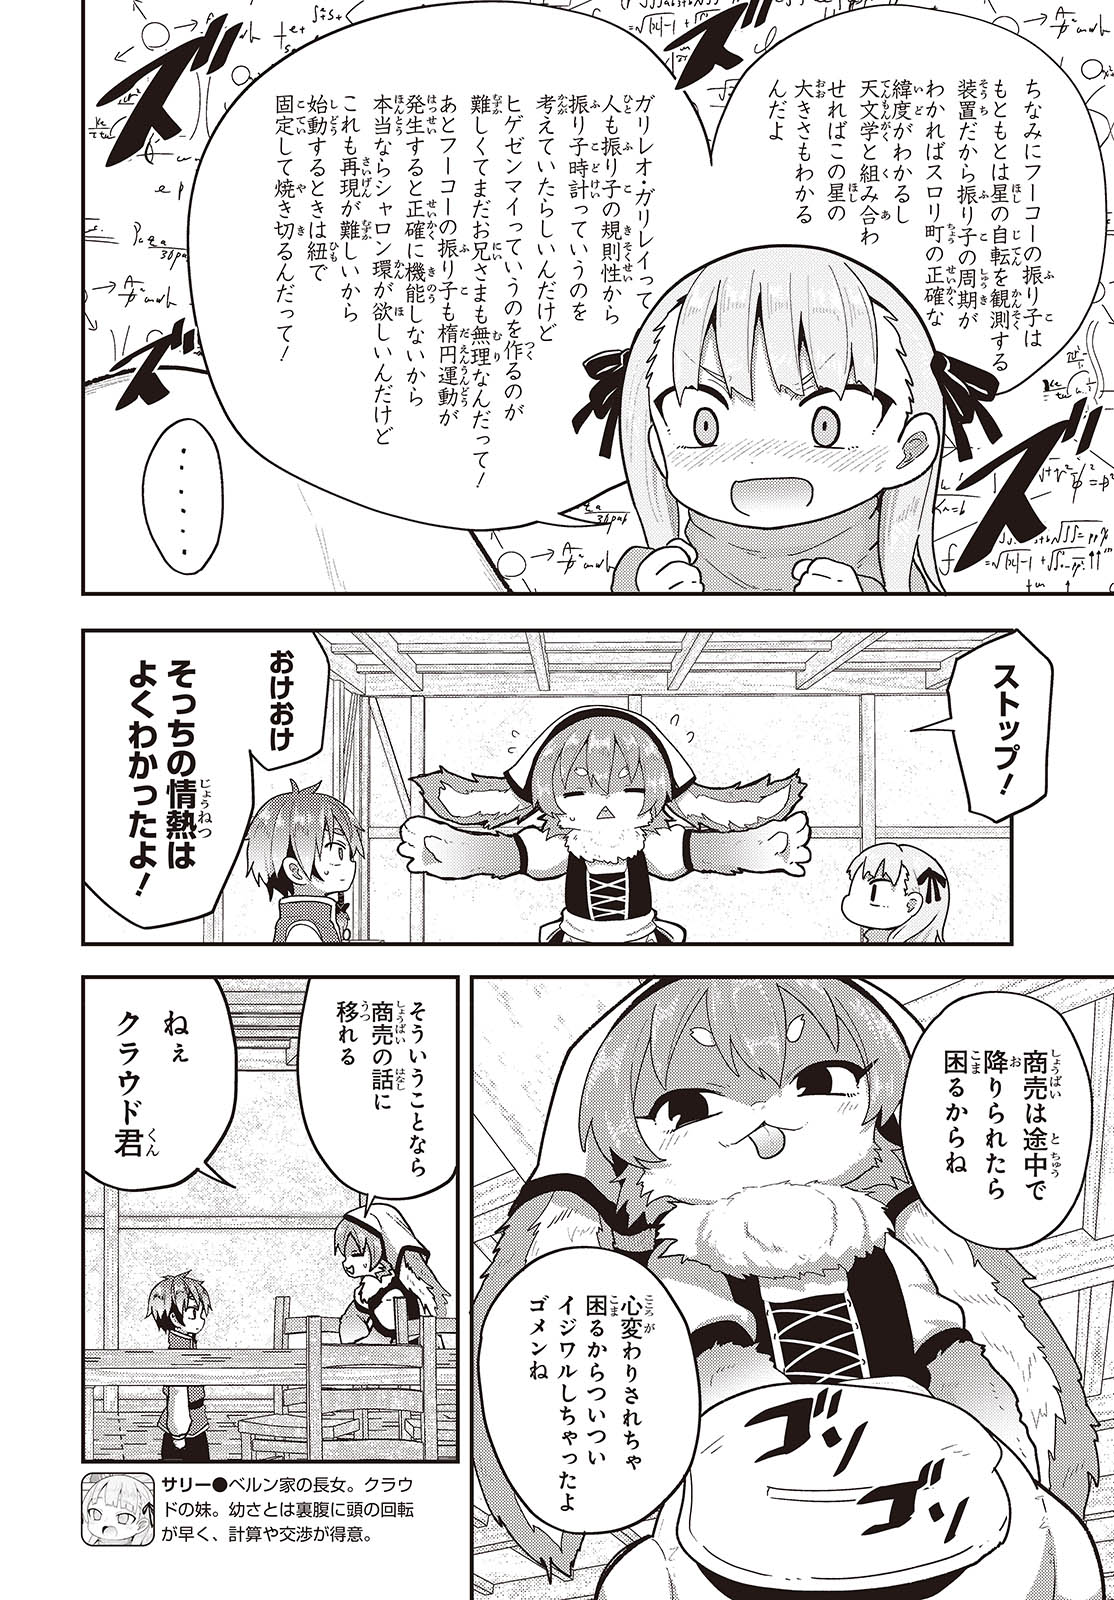 ちなみにフーコーの振り子は
もともとは星の自転を観測する
装置だから振り子の周期が
わかればスロリ町の正確な
緯度がわかるし
天文学と組み合わ
せればこの星の
大きさもわかる
んだよ
ガリレオ・ガリレイって
人も振り子の規則性から
振り子時計っていうのを
考えていたらしいんだけど
ヒゲゼンマイっていうのを作るのが
難しくてまだお兄さまも無理なんだって!
あとフーコーの振り子も楕円運動が
発生すると正確に機能しないから
本当ならシャロン環が欲しいんだけど
これも再現が難しいから
始動するときは紐で
固定して焼き切るんだって!
・・・・・・
ストップ!
おけおけ
そっちの情熱は
よくわかったよ!
商売は途中で
降りられたら
困るからね
心変わりされちゃ
困るからついつい
イジワルしちゃったよ
ゴメンね
ゴソ
ゴソ
そういうことなら
商売の話に
移れる
ねぇ
クラウド君
サリー●ベルン家の長女。クラウ
ドの妹。幼さとは裏腹に頭の回転
が早く、計算や交渉が得意。